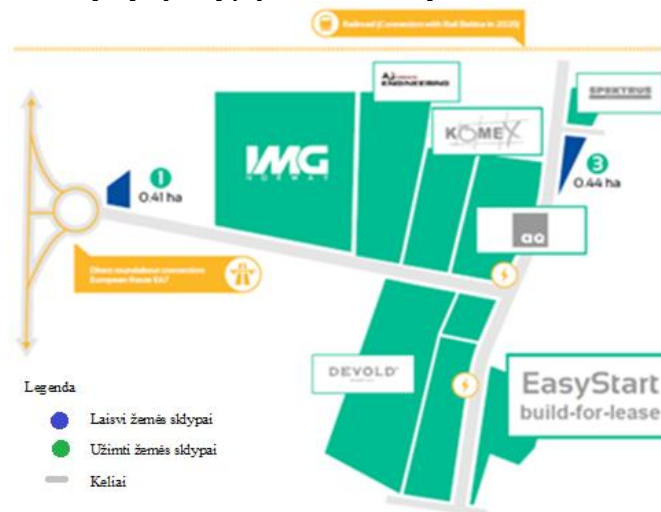 Railroad (Connection with Rail Baltica in 2026)
ENGINEERING
SPEKTRUS
KOMEX
IMG
NORWAY
1
0.41 ha
3
0.44 ha
aq
Direct roundabout connection:
European Route E67
DEVOLD
EasyStart
build-for-lease
Legenda
Laisvi žemės sklypai
Užimti žemės sklypai
Keliai